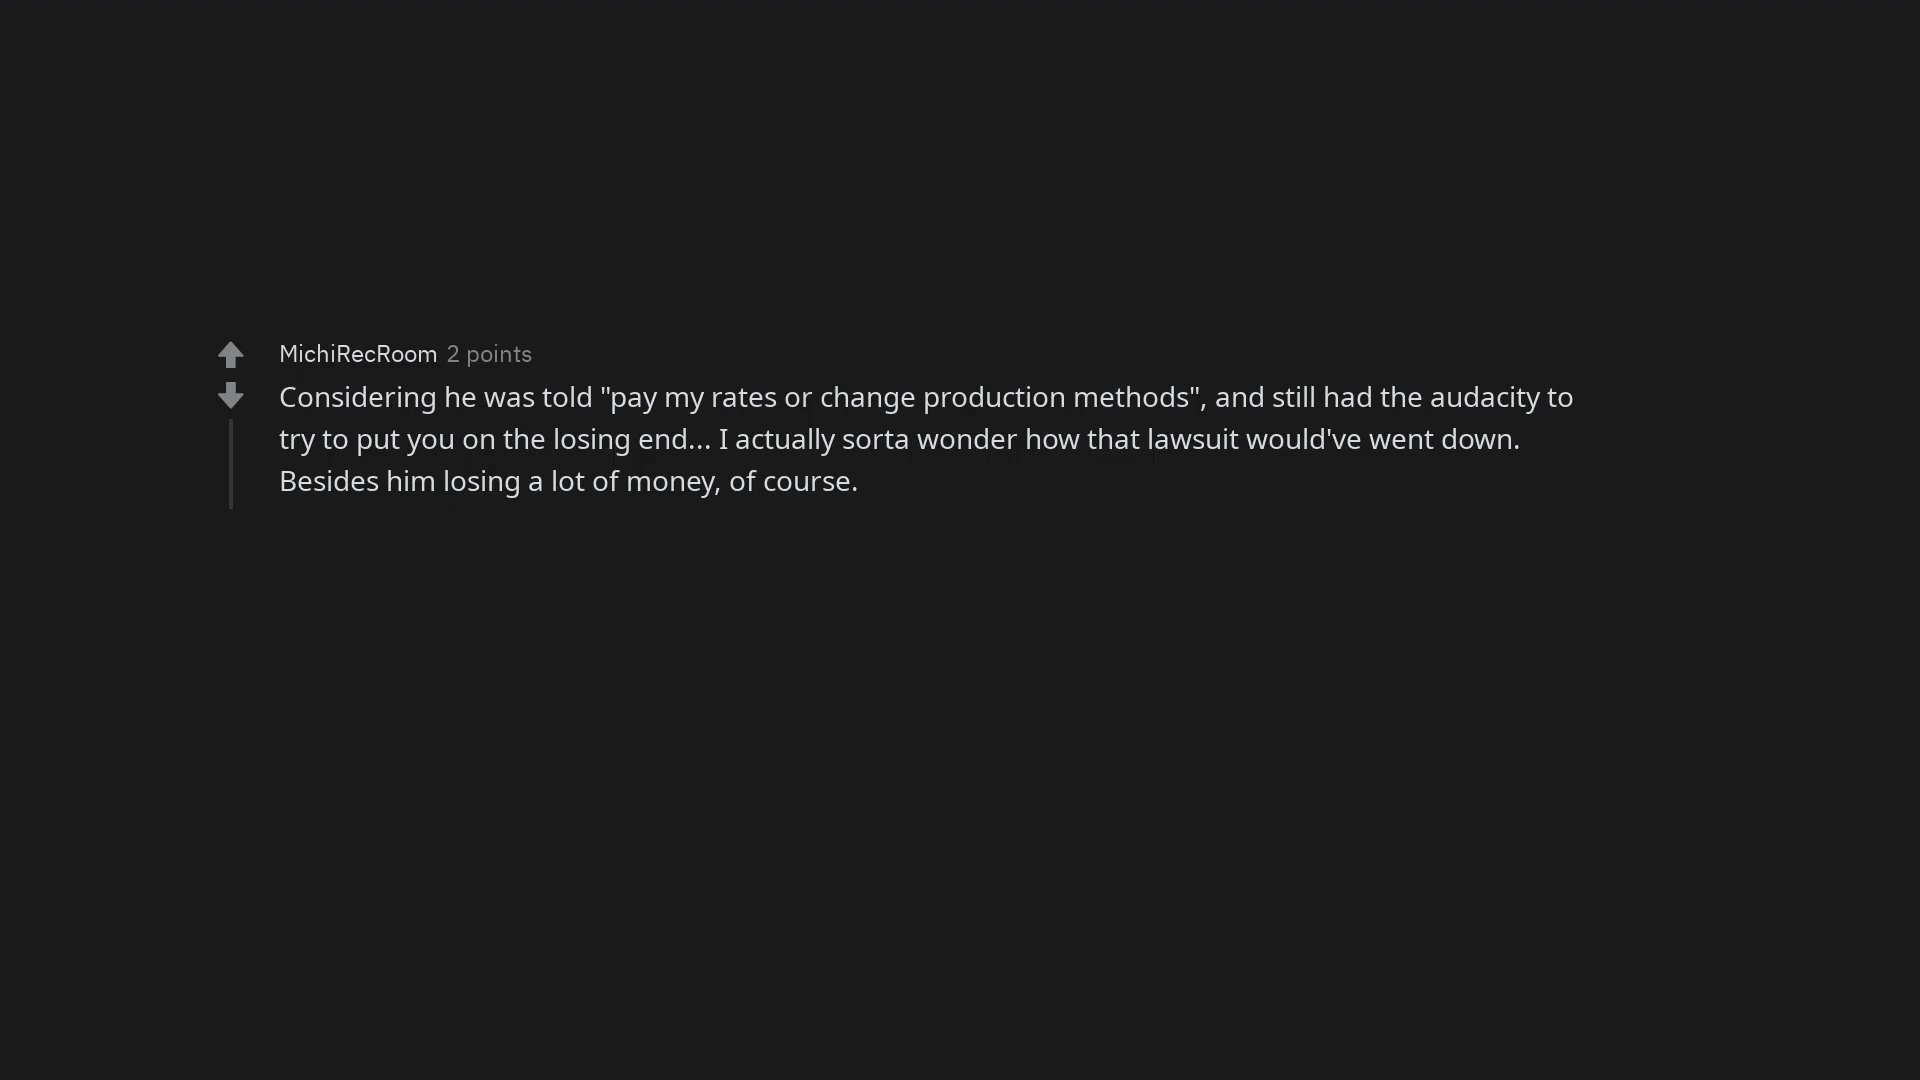 MichiRecRoom 2 points
Considering he was told "pay my rates or change production methods", and still had the audacity to
try to put you on the losing end... I actually sorta wonder how that lawsuit would've went down.
Besides him losing a lot of money, of course.